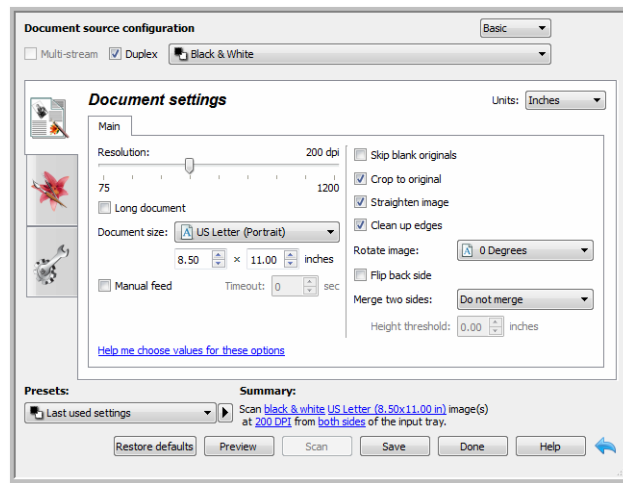 Document source configuration
Basic
Multi-stream
Duplex
Black & White
Document settings
Units:
Inches
Main
Resolution:
200 dpi
75
1200
Long document
Document size:
US Letter (Portrait)
8.50 × 11.00 inches
Manual feed
Timeout: 0 sec
Help me choose values for these options
Skip blank originals
Crop to original
Straighten image
Clean up edges
Rotate image:
0 Degrees
Flip back side
Merge two sides:
Do not merge
Height threshold: 0.00 inches
Presets:
Last used settings
Summary:
Scan black & white US Letter (8.50x11.00 in) image(s)
at 200 DPI from both sides of the input tray.
Restore defaults
Preview
Scan
Save
Done
Help